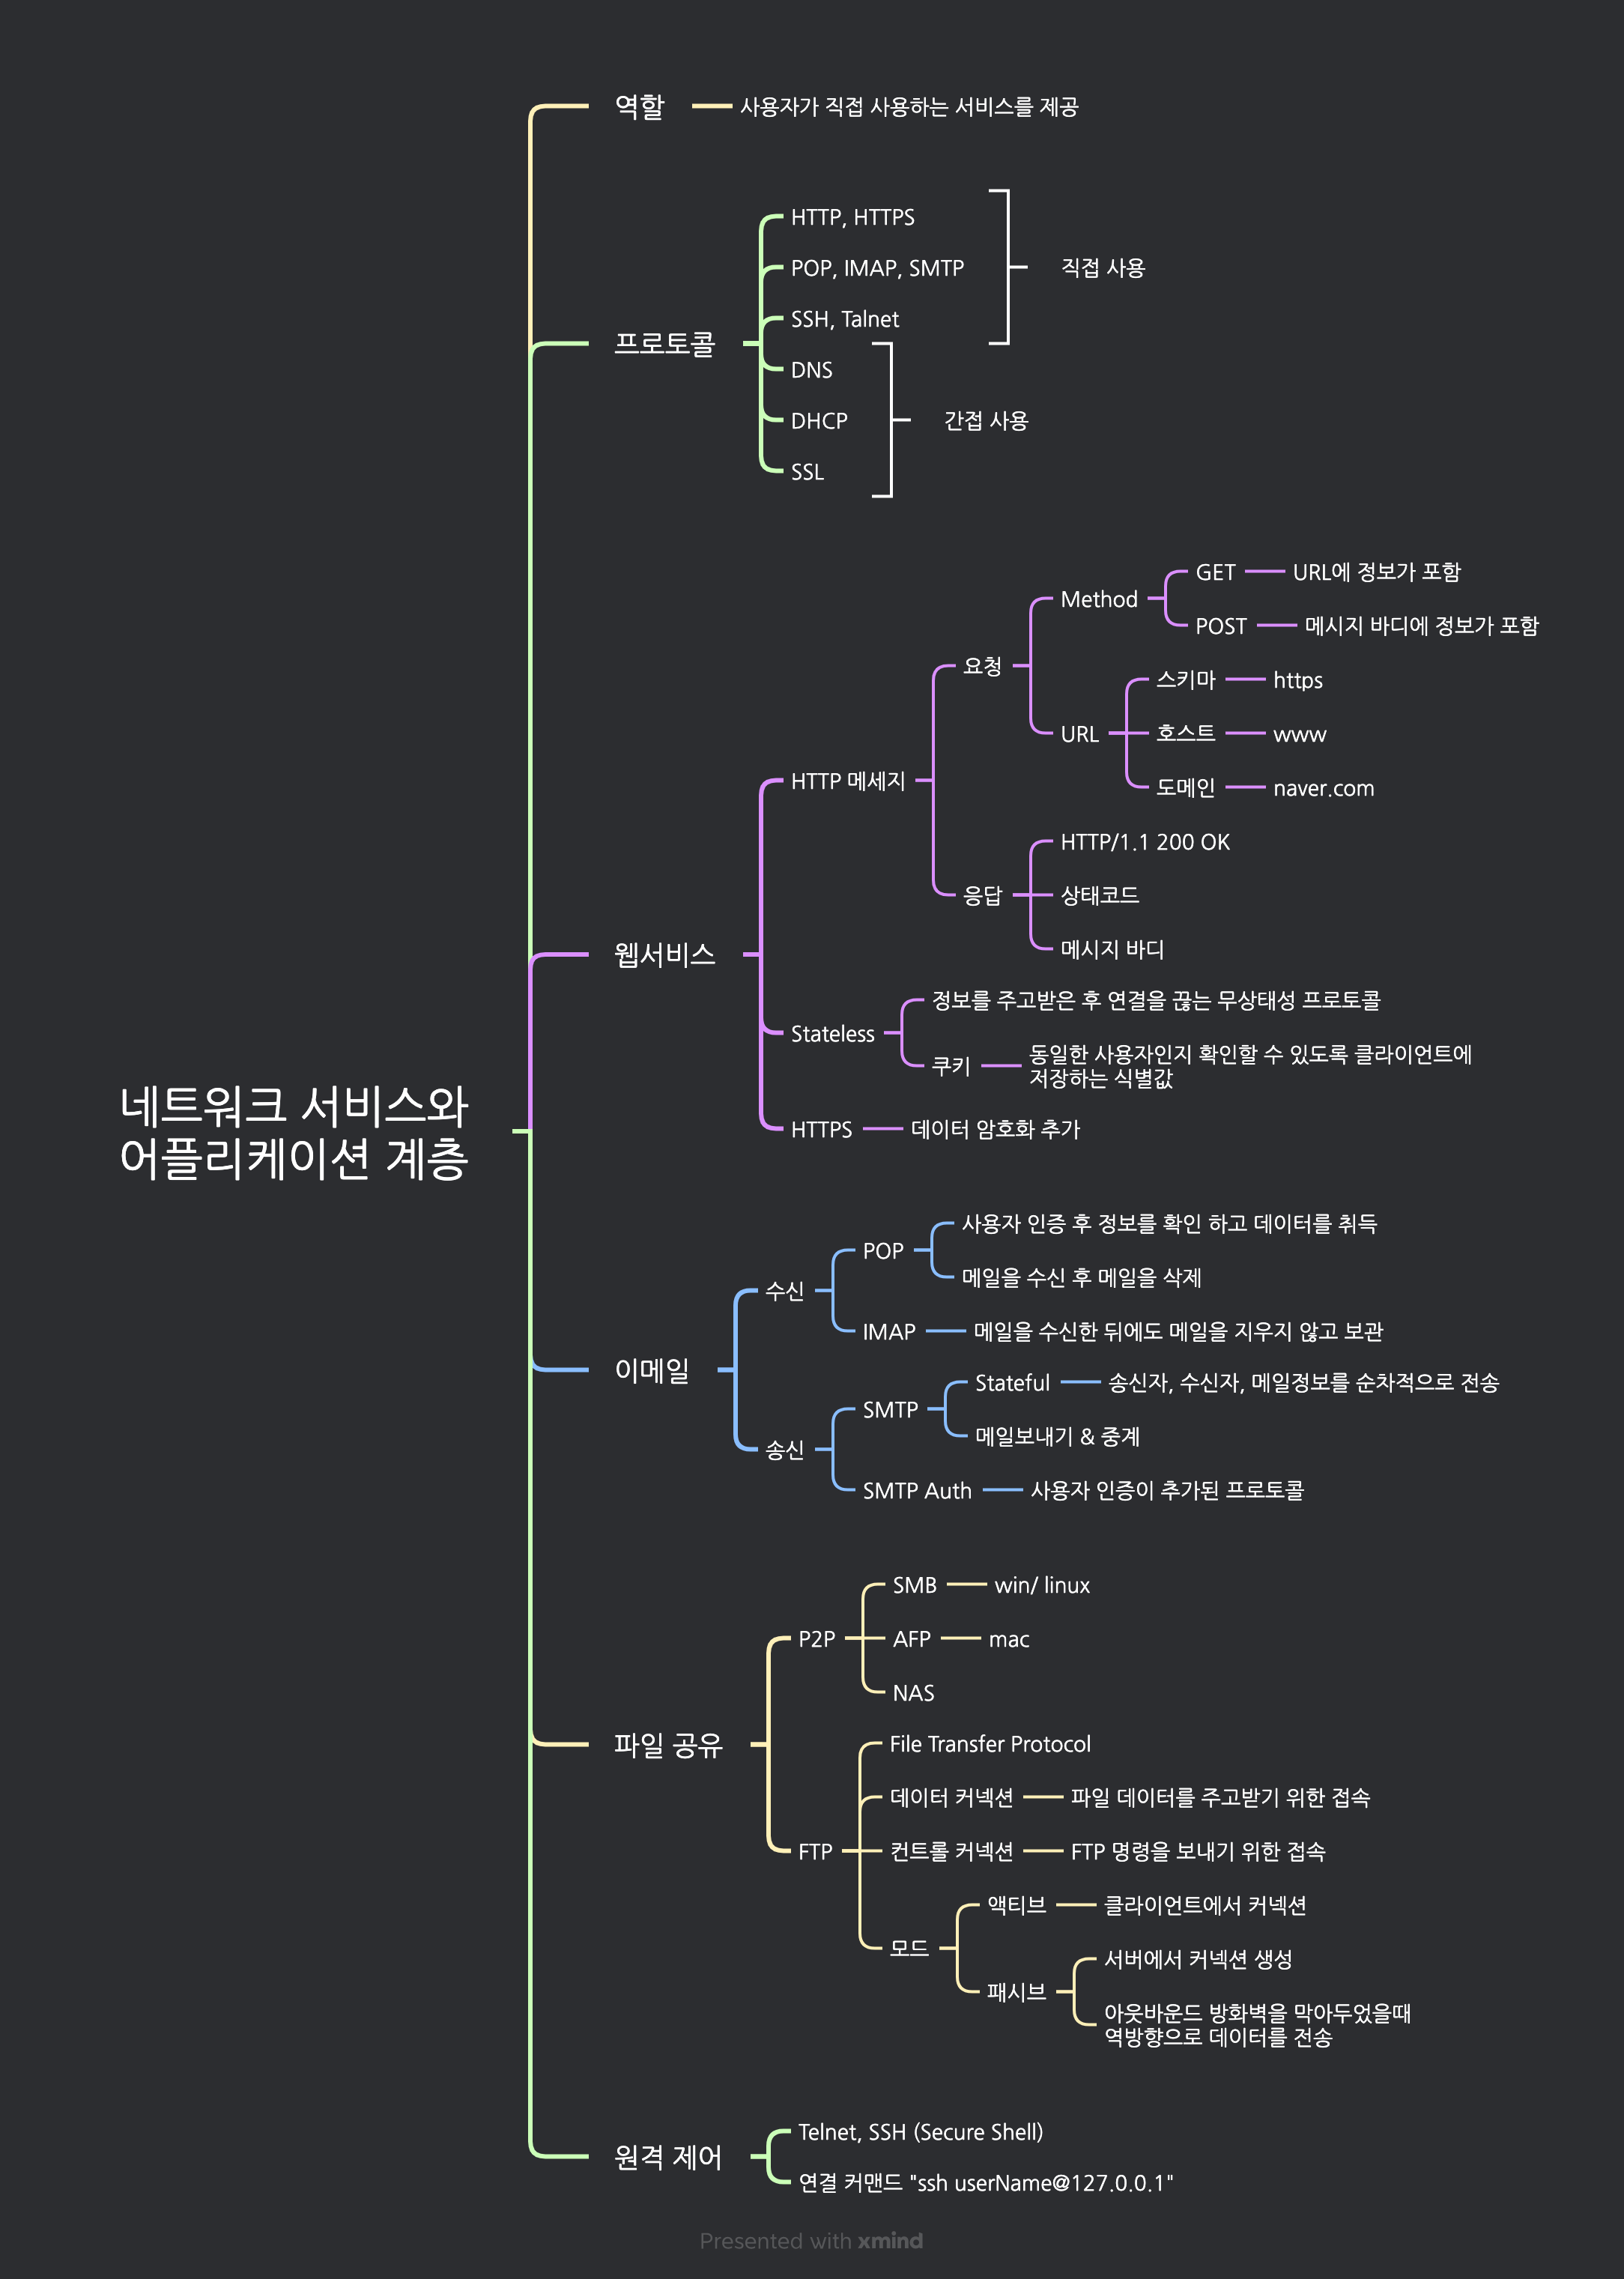 역할
사용자가 직접 사용하는 서비스를 제공
프로토콜
HTTP, HTTPS
POP, IMAP, SMTP
SSH, Talnet
직접 사용
DNS
DHCP
SSL
간접 사용
웹서비스
HTTP 메세지
요청
Method
GET
URL에 정보가 포함
POST
메시지 바디에 정보가 포함
URL
스키마
https
호스트
www
도메인
naver.com
응답
HTTP/1.1 200 OK
상태코드
메시지 바디
Stateless
정보를 주고받은 후 연결을 끊는 무상태성 프로토콜
쿠키
동일한 사용자인지 확인할 수 있도록 클라이언트에
저장하는 식별값
HTTPS
데이터 암호화 추가
네트워크 서비스와
어플리케이션 계층
이메일
수신
POP
사용자 인증 후 정보를 확인 하고 데이터를 취득
메일을 수신 후 메일을 삭제
IMAP
메일을 수신한 뒤에도 메일을 지우지 않고 보관
송신
SMTP
Stateful
송신자, 수신자, 메일정보를 순차적으로 전송
메일보내기 & 중계
SMTP Auth
사용자 인증이 추가된 프로토콜
파일 공유
P2P
SMB
win/ linux
AFP
mac
NAS
FTP
File Transfer Protocol
데이터 커넥션
파일 데이터를 주고받기 위한 접속
컨트롤 커넥션
FTP 명령을 보내기 위한 접속
모드
액티브
클라이언트에서 커넥션
패시브
서버에서 커넥션 생성
아웃바운드 방화벽을 막아두었을때
역방향으로 데이터를 전송
원격 제어
Telnet, SSH (Secure Shell)
연결 커맨드 "ssh userName@127.0.0.1"
Presented with xmind